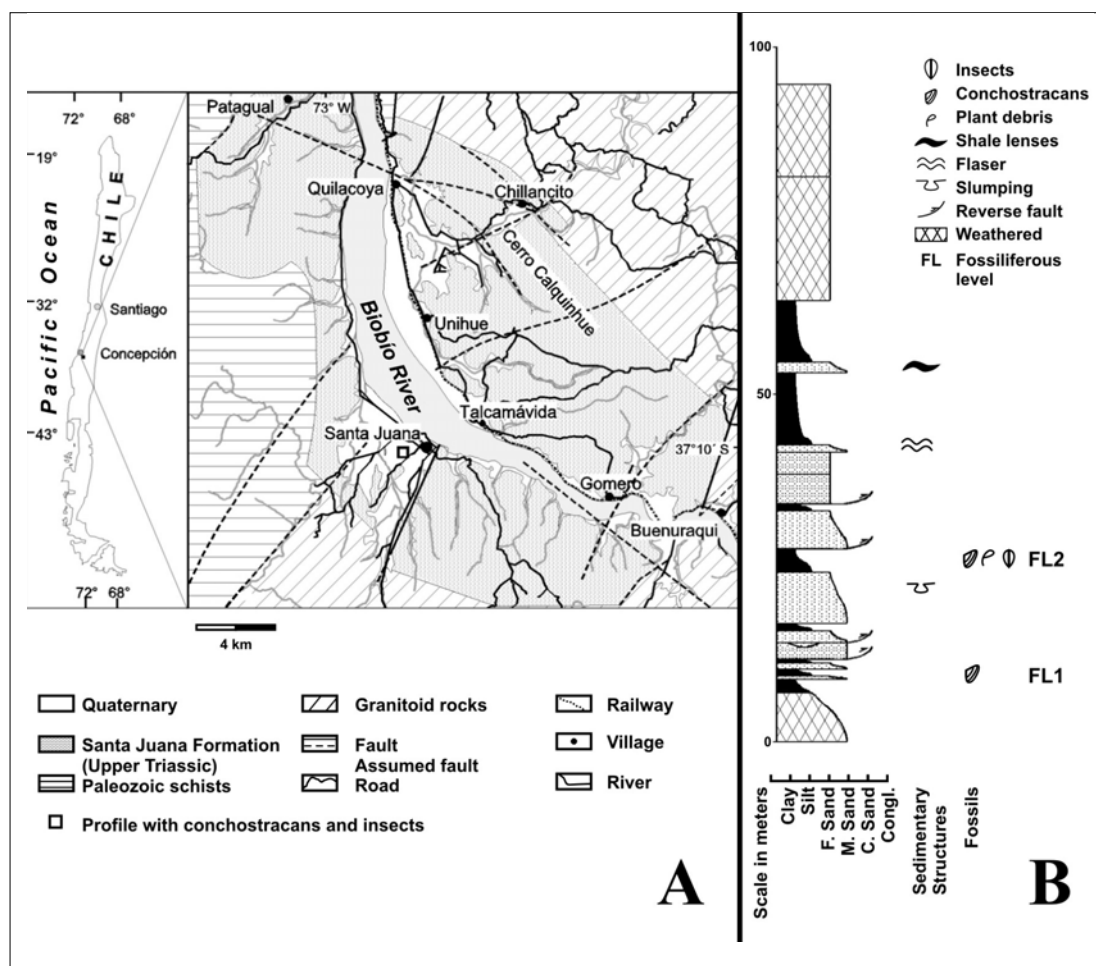 72° 68°
19°
32°
43°
72° 68°
Pacific Ocean
CHILE
Santiago
Concepción
Patagual
73° W
Quilacoya
Chillancito
Cerro Calquinhue
Unihue
Biobío River
Talcamávida
Santa Juana
37°10´ S
Gomero
Buenuraqui
4 km
Quaternary
Santa Juana Formation
(Upper Triassic)
Paleozoic schists
Granitoid rocks
Fault
Assumed fault
Road
Railway
Village
River
Profile with conchostracans and insects
A
100
50
0
Insects
Conchostracans
Plant debris
Shale lenses
Flaser
Slumping
Reverse fault
Weathered
FL Fossiliferous
level
FL2
FL1
Scale in meters
Clay
Silt
F. Sand
M. Sand
C. Sand
Congl.
Sedimentary
Structures
Fossils
B